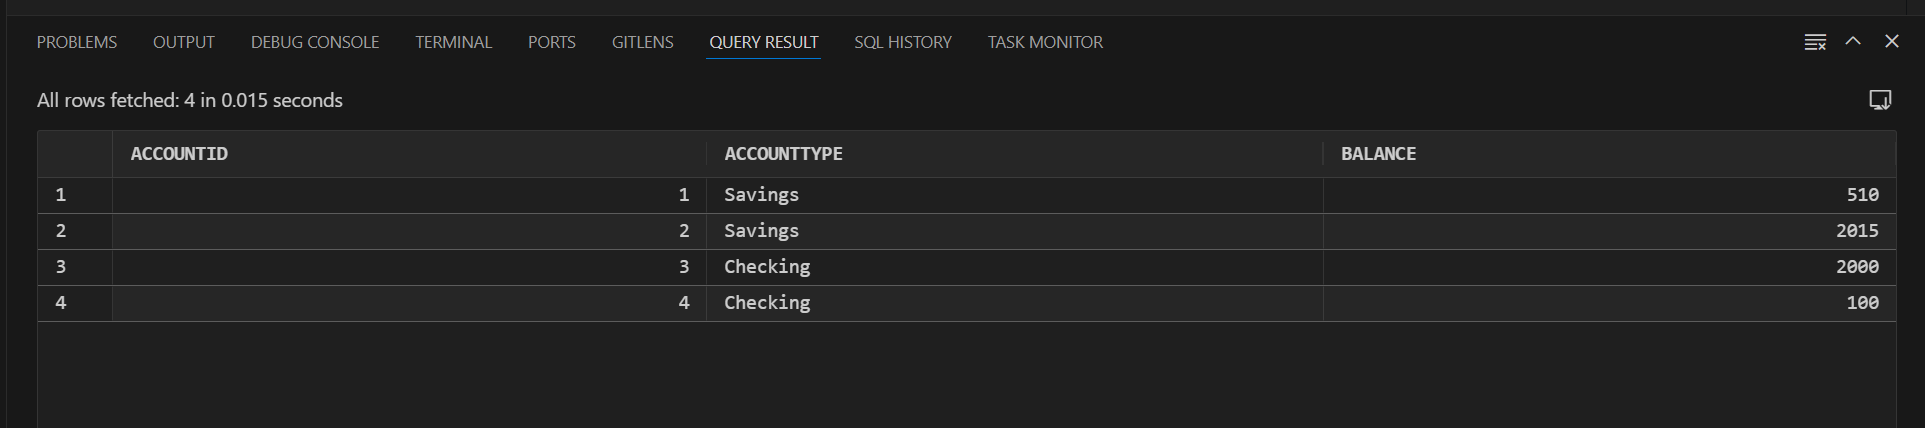 PROBLEMS OUTPUT DEBUG CONSOLE TERMINAL PORTS GITLENS QUERY RESULT SQL HISTORY TASK MONITOR
All rows fetched: 4 in 0.015 seconds
ACCOUNTID ACCOUNTTYPE BALANCE
1 1 Savings 510
2 2 Savings 2015
3 3 Checking 2000
4 4 Checking 100